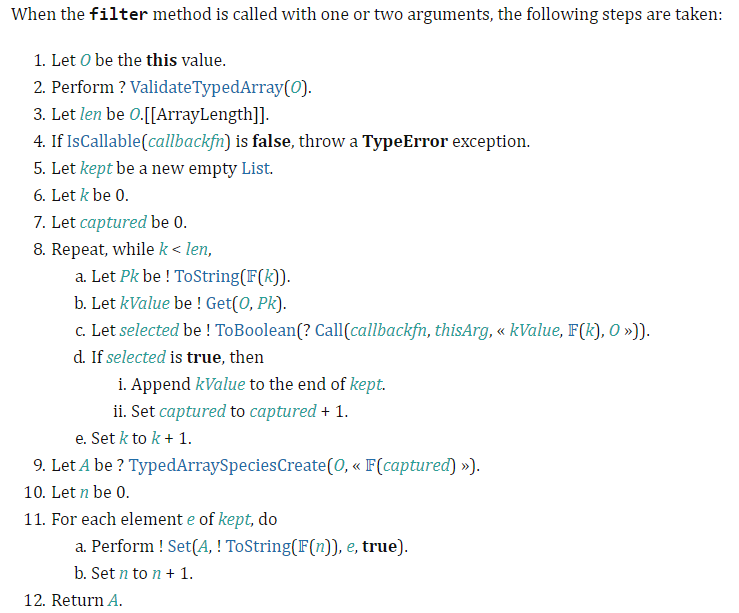 When the filter method is called with one or two arguments, the following steps are taken:
1. Let O be the this value.
2. Perform ? ValidateTypedArray(O).
3. Let len be O.[[ArrayLength]].
4. If IsCallable(callbackfn) is false, throw a TypeError exception.
5. Let kept be a new empty List.
6. Let k be 0.
7. Let captured be 0.
8. Repeat, while k < len,
a. Let Pk be ! ToString(𝔽(k)).
b. Let kValue be ! Get(O, Pk).
c. Let selected be ! ToBoolean(? Call(callbackfn, thisArg, « kValue, 𝔽(k), O »)).
d. If selected is true, then
i. Append kValue to the end of kept.
ii. Set captured to captured + 1.
e. Set k to k + 1.
9. Let A be ? TypedArraySpeciesCreate(O, « 𝔽(captured) »).
10. Let n be 0.
11. For each element e of kept, do
a. Perform ! Set(A, ! ToString(𝔽(n)), e, true).
b. Set n to n + 1.
12. Return A.